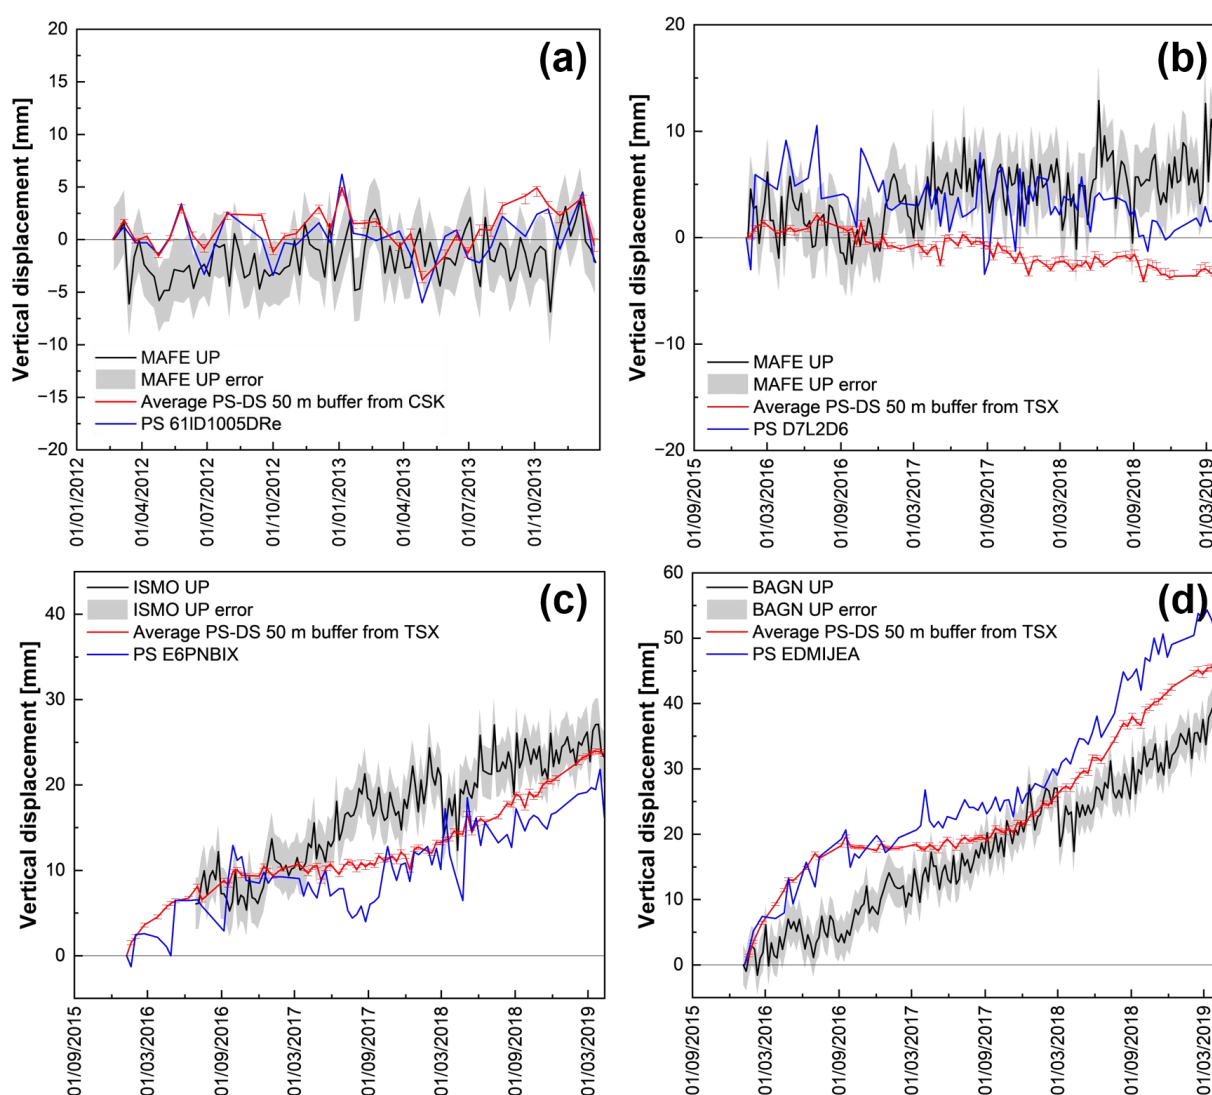 (a)
Vertical displacement [mm]
20
15
10
5
0
−5
−10
−15
−20
MAFE UP
MAFE UP error
Average PS-DS 50 m buffer from CSK
PS 61ID1005DRe
01/01/2012
01/04/2012
01/07/2012
01/10/2012
01/01/2013
01/04/2013
01/07/2013
01/10/2013
(b)
Vertical displacement [mm]
20
10
0
−10
−20
MAFE UP
MAFE UP error
Average PS-DS 50 m buffer from TSX
PS D7L2D6
01/09/2015
01/03/2016
01/09/2016
01/03/2017
01/09/2017
01/03/2018
01/09/2018
01/03/2019
(c)
Vertical displacement [mm]
40
30
20
10
0
ISMO UP
ISMO UP error
Average PS-DS 50 m buffer from TSX
PS E6PNBIX
01/09/2015
01/03/2016
01/09/2016
01/03/2017
01/09/2017
01/03/2018
01/09/2018
01/03/2019
(d)
Vertical displacement [mm]
60
50
40
30
20
10
0
BAGN UP
BAGN UP error
Average PS-DS 50 m buffer from TSX
PS EDMIJEA
01/09/2015
01/03/2016
01/09/2016
01/03/2017
01/09/2017
01/03/2018
01/09/2018
01/03/2019